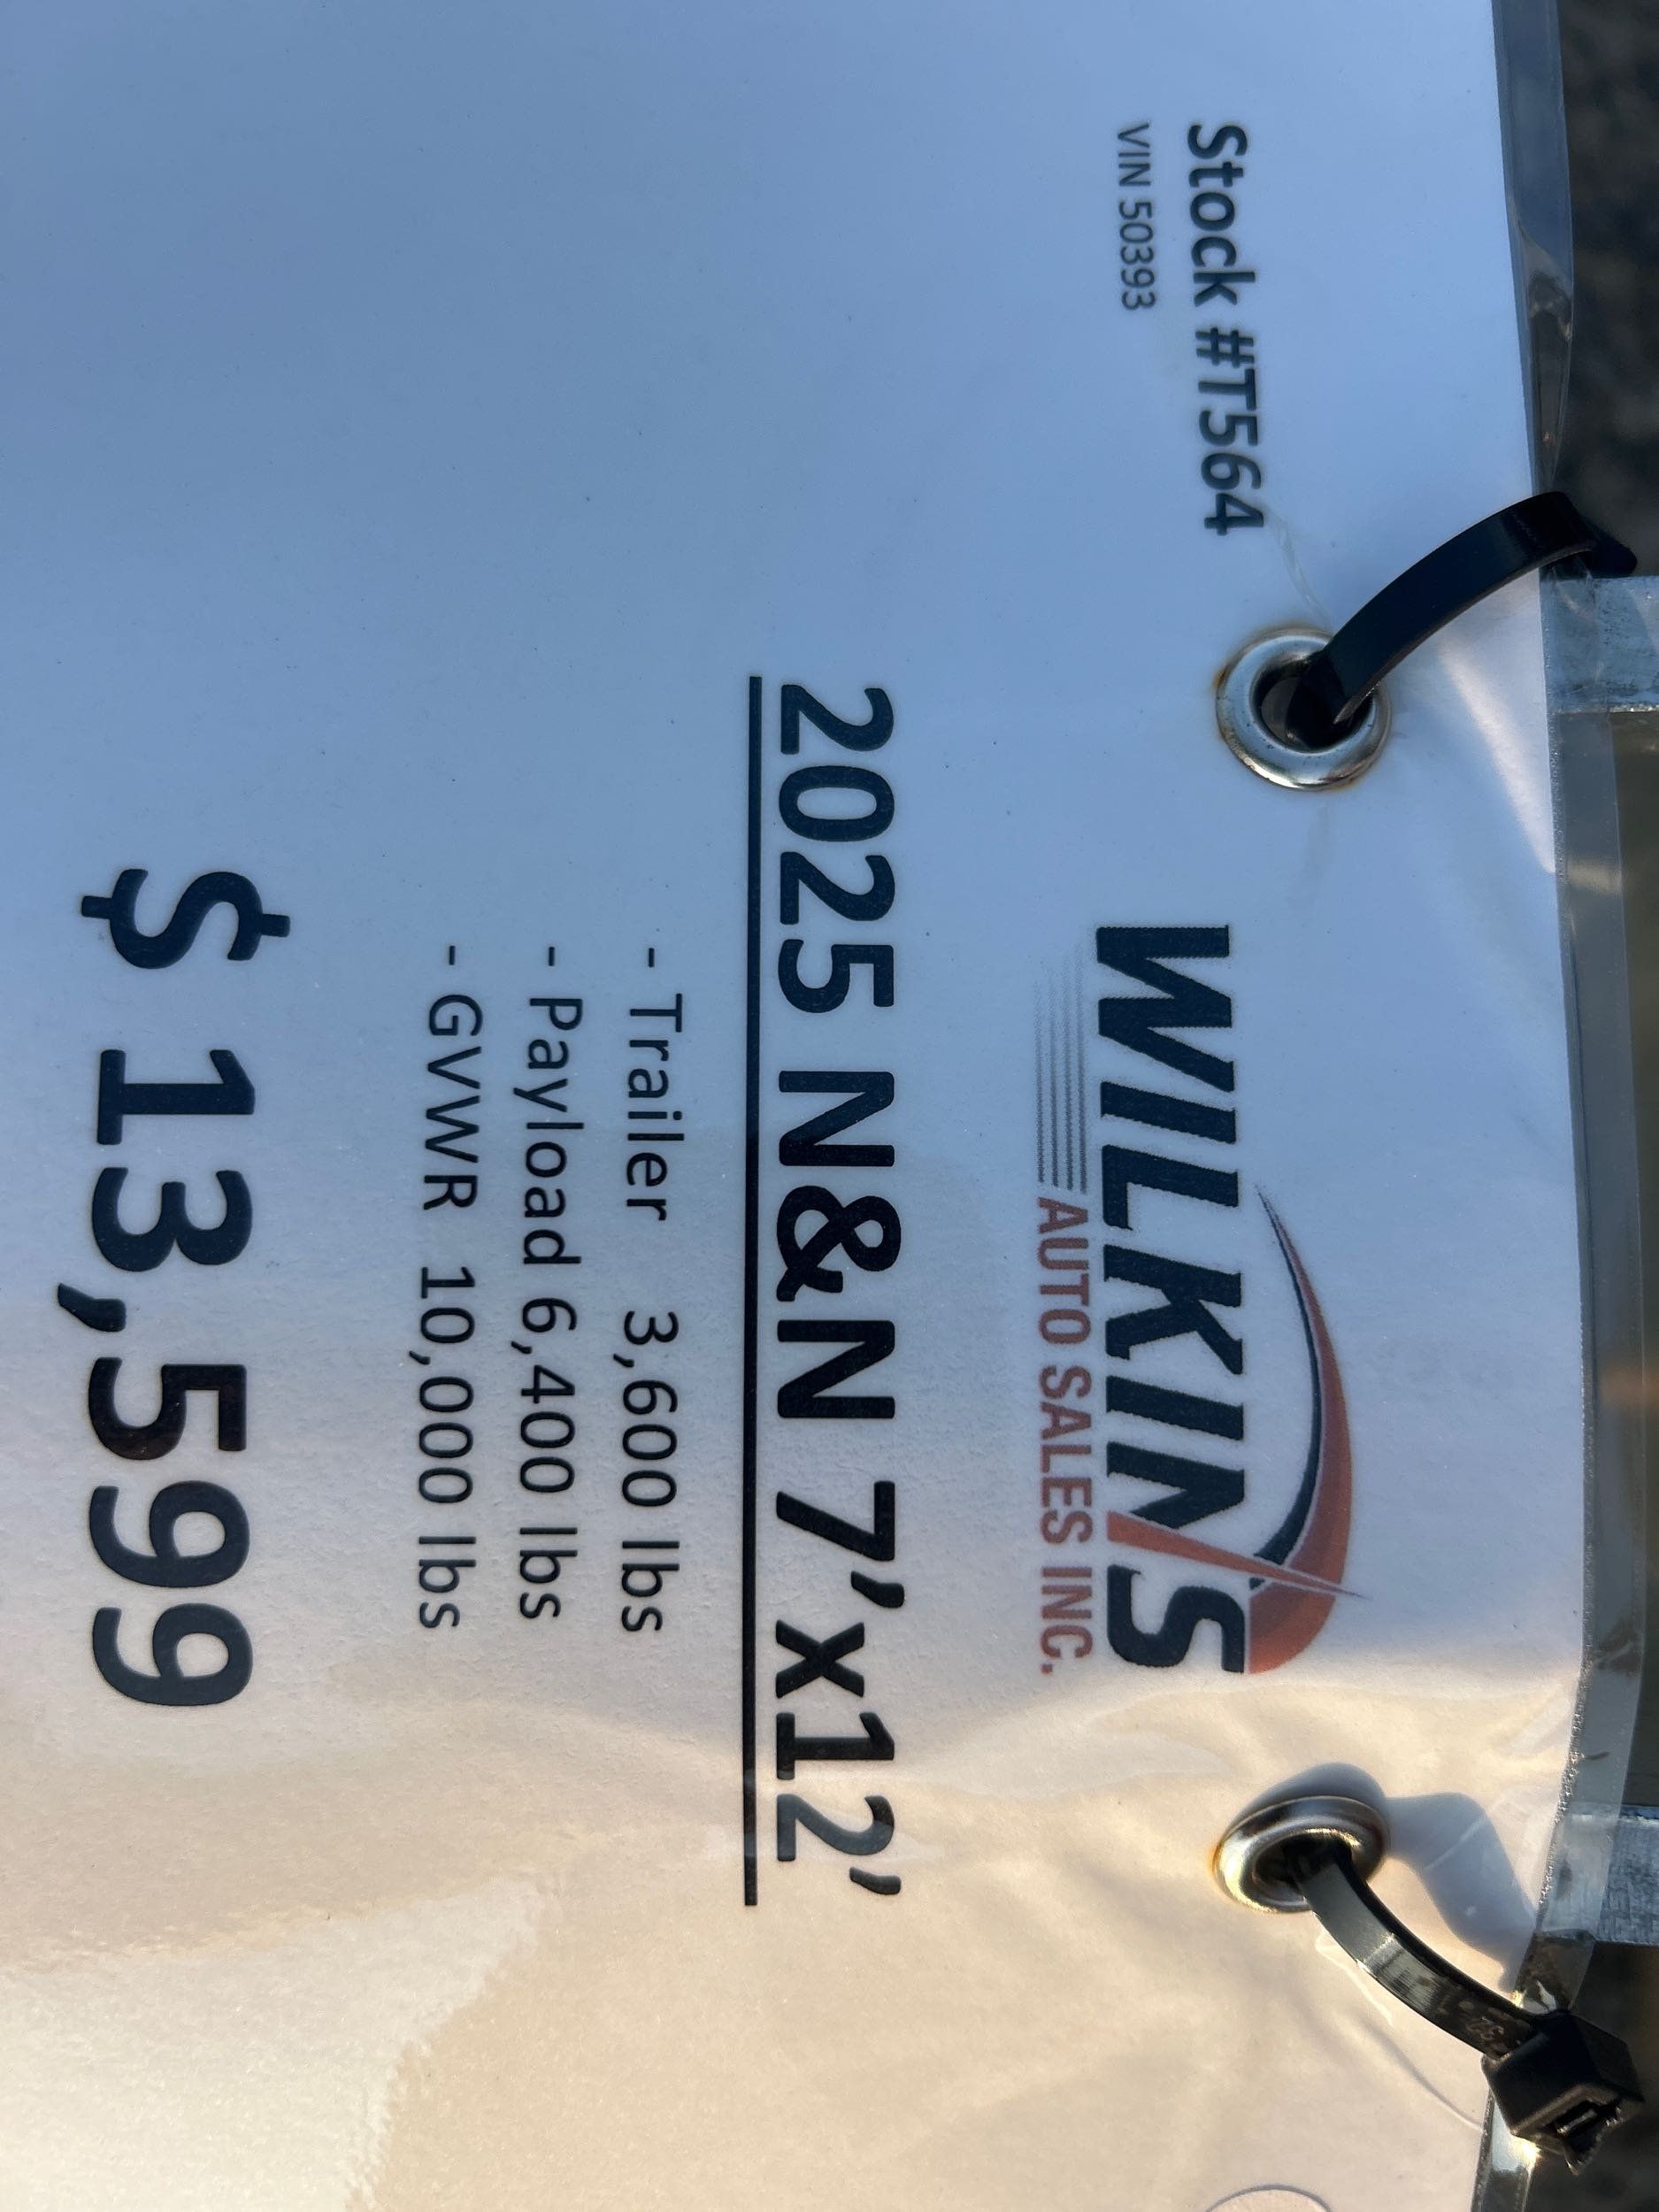 Stock #T564
VIN 50393
WILKINS
AUTO SALES INC.
2025 N&N 7'x12'
- Trailer 3,600 lbs
- Payload 6,400 lbs
- GVWR 10,000 lbs
$ 13,599